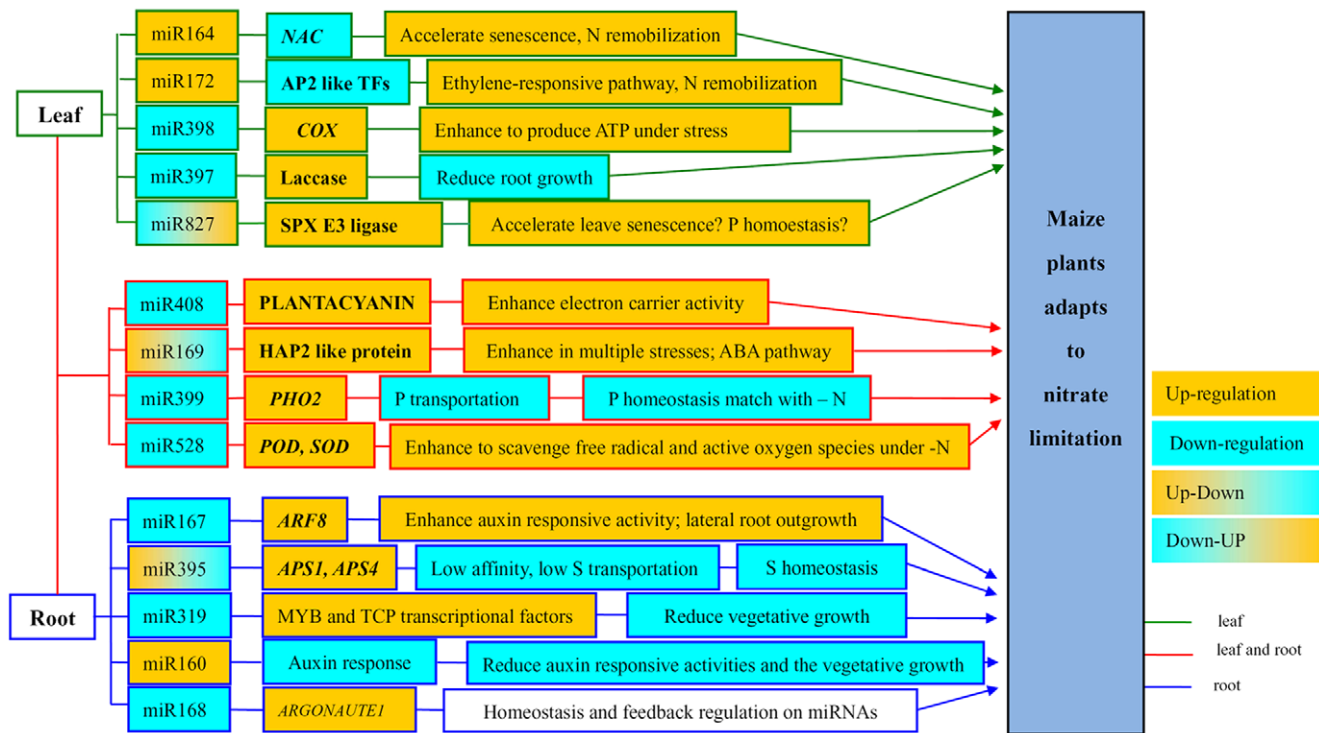 miR164 NAC Accelerate senescence, N remobilization
miR172 AP2 like TFs Ethylene-responsive pathway, N remobilization
Leaf
miR398 COX Enhance to produce ATP under stress
miR397 Laccase Reduce root growth
miR827 SPX E3 ligase Accelerate leave senescence? P homoestasis?
miR408 PLANTACYANIN Enhance electron carrier activity
miR169 HAP2 like protein Enhance in multiple stresses; ABA pathway
miR399 PHO2 P transportation P homeostasis match with – N
miR528 POD, SOD Enhance to scavenge free radical and active oxygen species under -N
miR167 ARF8 Enhance auxin responsive activity; lateral root outgrowth
miR395 APS1, APS4 Low affinity, low S transportation S homeostasis
Root
miR319 MYB and TCP transcriptional factors Reduce vegetative growth
miR160 Auxin response Reduce auxin responsive activities and the vegetative growth
miR168 ARGONAUTE1 Homeostasis and feedback regulation on miRNAs
Maize
plants
adapts
to
nitrate
limitation
Up-regulation
Down-regulation
Up-Down
Down-UP
leaf
leaf and root
root